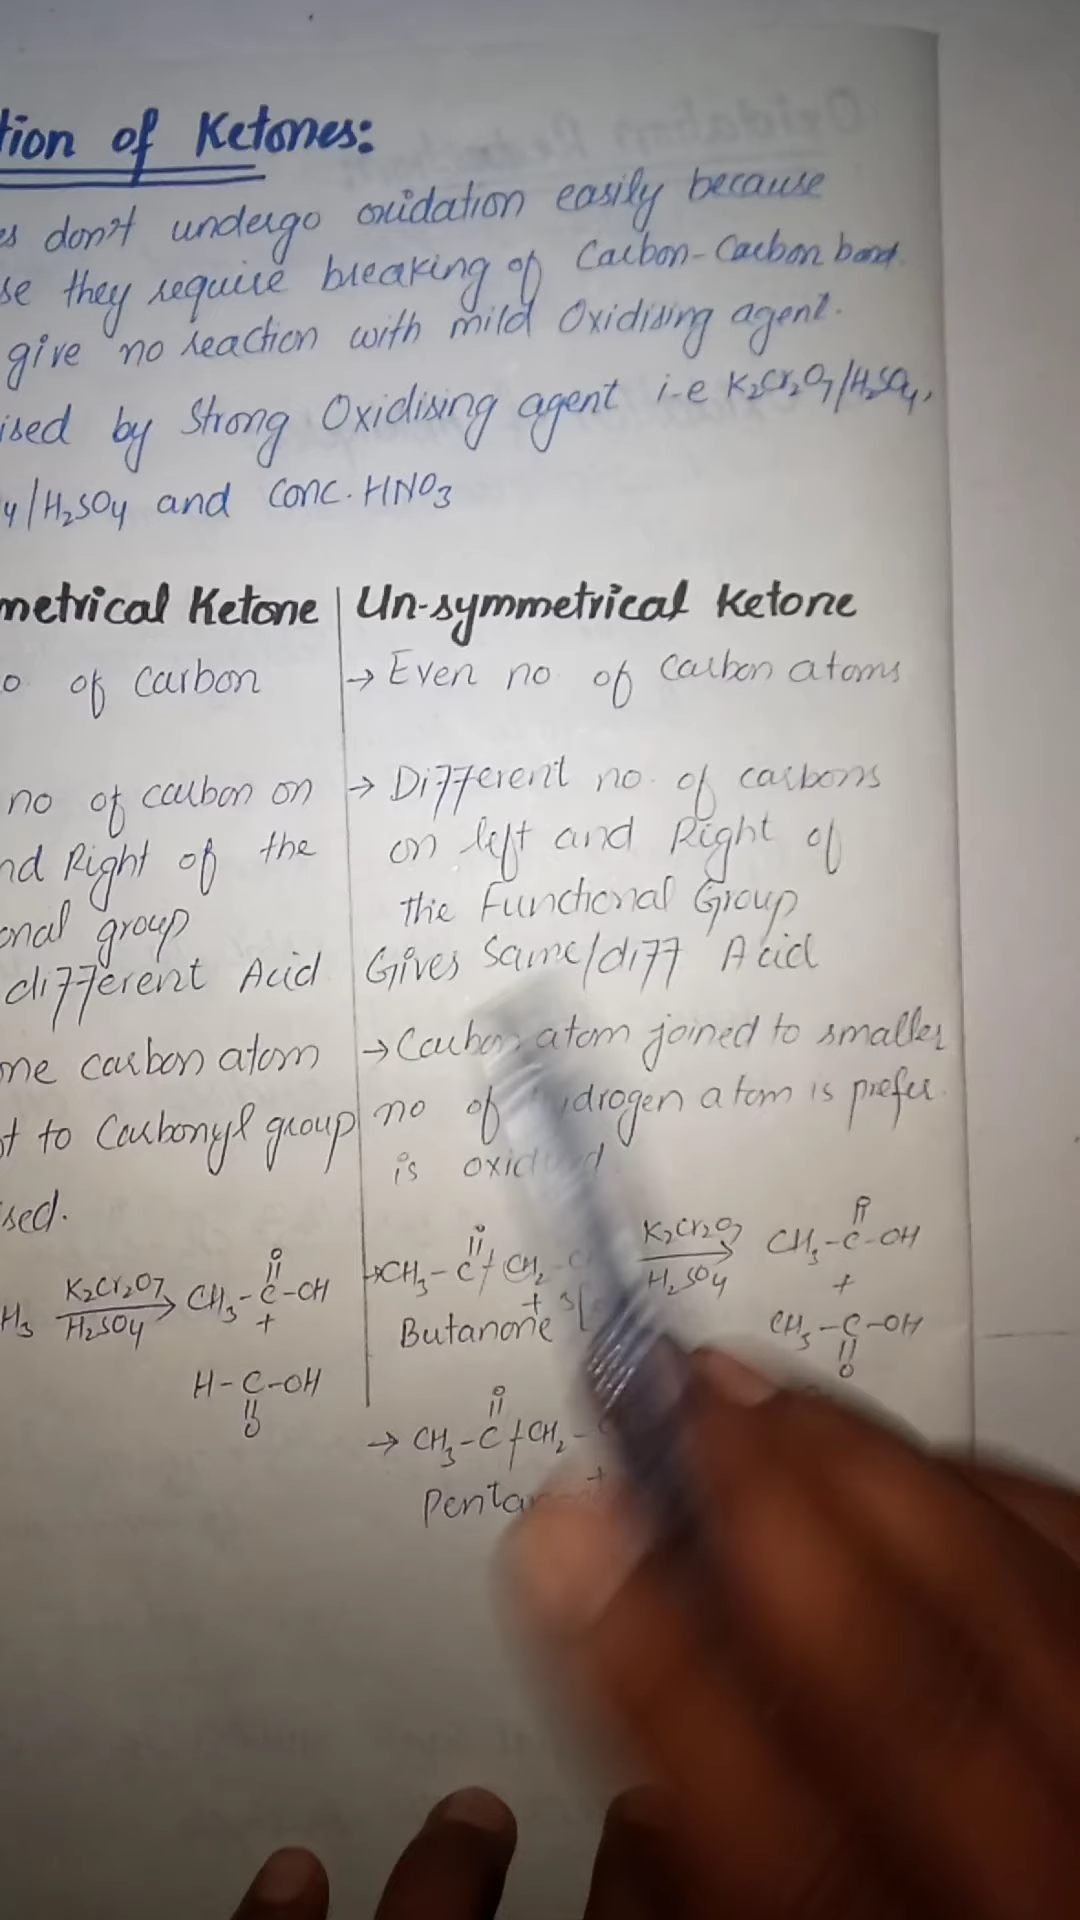 tion of Ketones:
es don't undergo oxidation easily because
se they require breaking of Carbon-Carbon bond.
give no reaction with mild Oxidising agent.
ised by Strong Oxidising agent i-e K₂Cr₂O₇/H₂SO₄,
4/H₂SO₄ and Conc. HNO₃
metrical Ketone
o of Carbon
no of carbon on
nd Right of the
onal group
different Acid
ne carbon atom
t to Carbonyl group
sed.
H₃ K₂Cr₂O₇ H₂SO₄ CH₃-C-OH
O
+
H-C-OH
O
Un-symmetrical Ketone
→ Even no of Carbon atoms
→ Different no. of carbons
on left and Right of
the Functional Group
Gives Same/diff Acid
→ Carbon atom joined to smaller
no of atom is prefer
is
→CH₃-C+CH₂- K₂Cr₂O₇ H₂SO₄ CH₃-C-OH
O
+
Butanone
CH₃-C-OH
O
→ CH₃-C+CH₂-
O